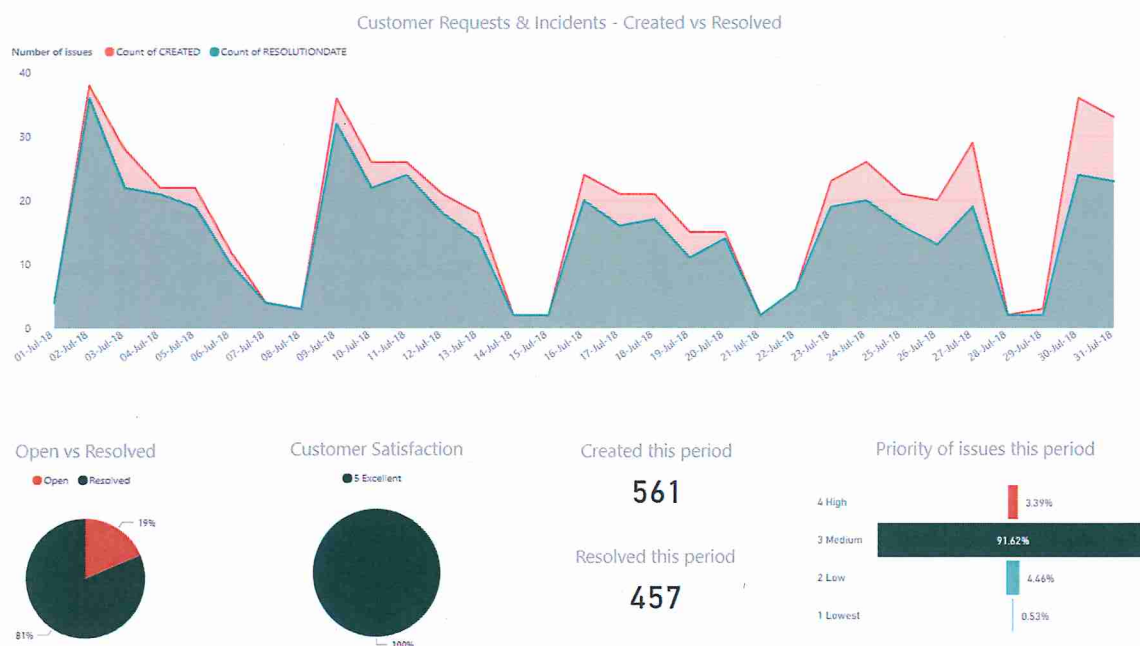 Customer Requests & Incidents - Created vs Resolved
Number of issues Count of CREATED Count of RESOLUTIONDATE
40
30
20
10
0
01-Jul-18 02-Jul-18 03-Jul-18 04-Jul-18 05-Jul-18 06-Jul-18 07-Jul-18 08-Jul-18 09-Jul-18 10-Jul-18 11-Jul-18 12-Jul-18 13-Jul-18 14-Jul-18 15-Jul-18 16-Jul-18 17-Jul-18 18-Jul-18 19-Jul-18 20-Jul-18 21-Jul-18 22-Jul-18 23-Jul-18 24-Jul-18 25-Jul-18 26-Jul-18 27-Jul-18 28-Jul-18 29-Jul-18 30-Jul-18 31-Jul-18
Open vs Resolved
Open Resolved
19%
81%
Customer Satisfaction
5 Excellent
100%
Created this period
561
Resolved this period
457
Priority of issues this period
4 High 3.39%
3 Medium 91.62%
2 Low 4.46%
1 Lowest 0.53%